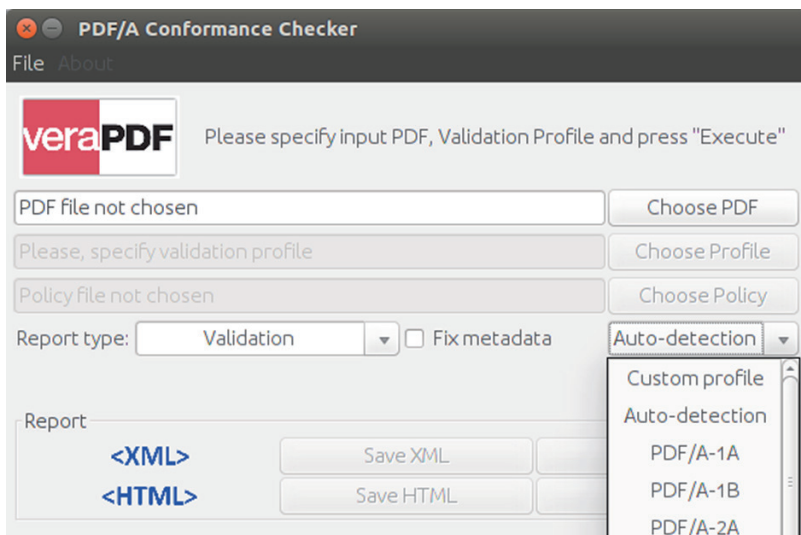 PDF/A Conformance Checker
File About
veraPDF
Please specify input PDF, Validation Profile and press "Execute"
PDF file not chosen Choose PDF
Please, specify validation profile Choose Profile
Policy file not chosen Choose Policy
Report type: Validation Fix metadata Auto-detection
Custom profile
Auto-detection
PDF/A-1A
PDF/A-1B
PDF/A-2A
Report
<XML> Save XML
<HTML> Save HTML